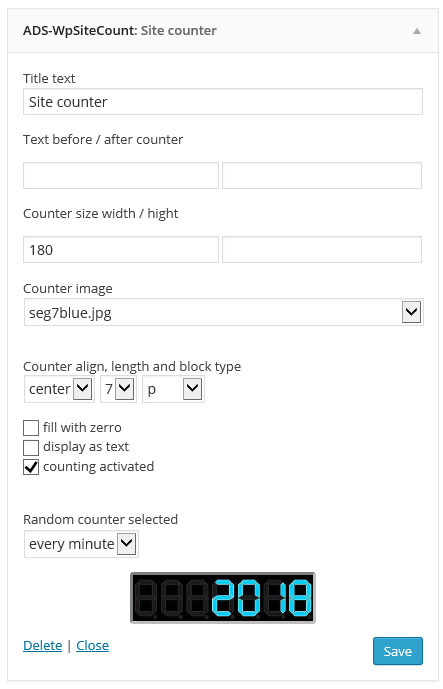 ADS-WpSiteCount: Site counter
Title text
Site counter
Text before / after counter
Counter size width / hight
180
Counter image
seg7blue.jpg
Counter align, length and block type
center 7 p
fill with zerro
display as text
counting activated
Random counter selected
every minute
2018
Delete | Close Save